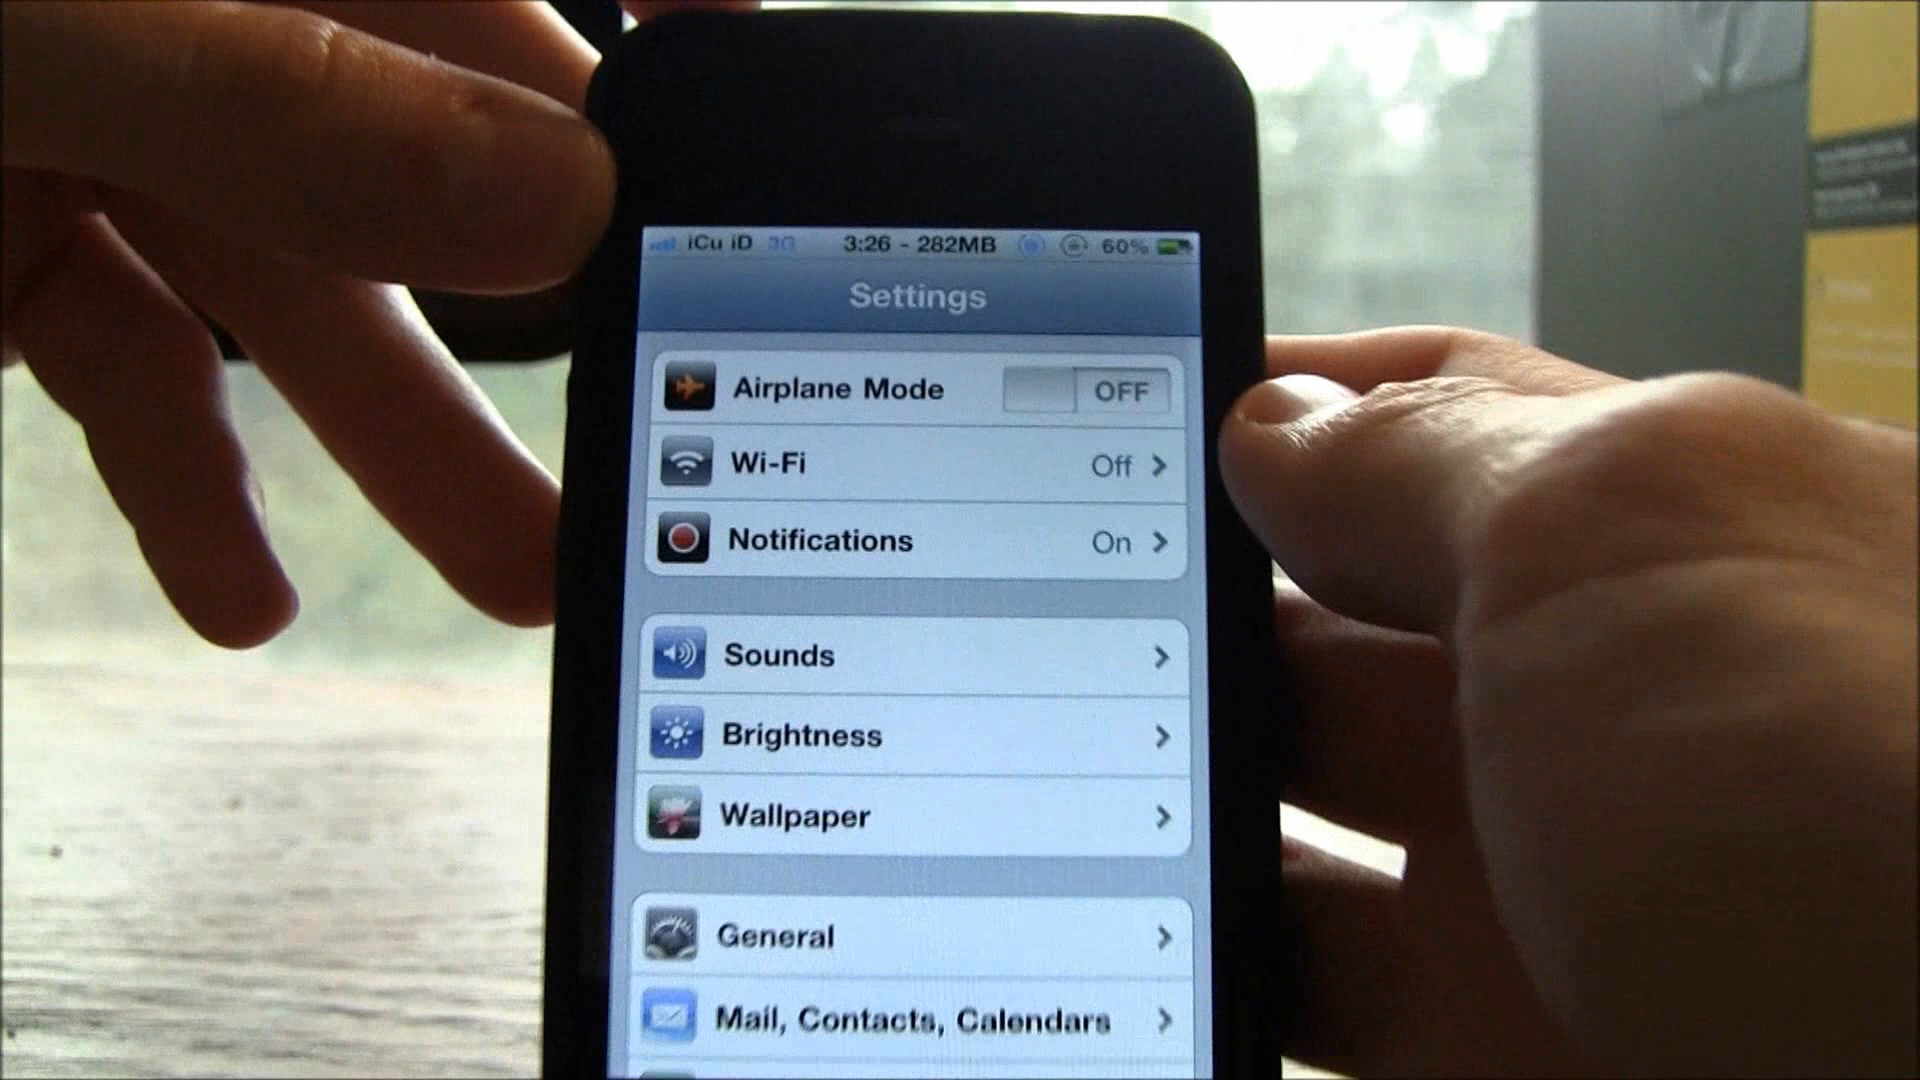 iCu iD 3G 3:26 - 282MB 60%
Settings
Airplane Mode OFF
Wi-Fi Off
Notifications On
Sounds
Brightness
Wallpaper
General
Mail, Contacts, Calendars